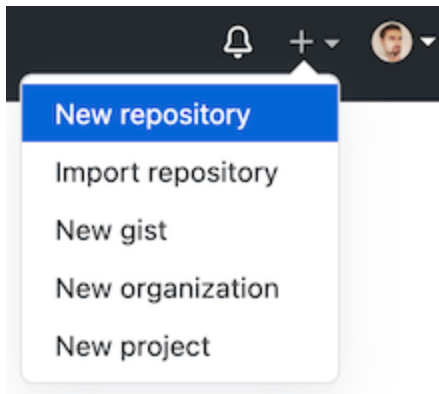 New repository
Import repository
New gist
New organization
New project